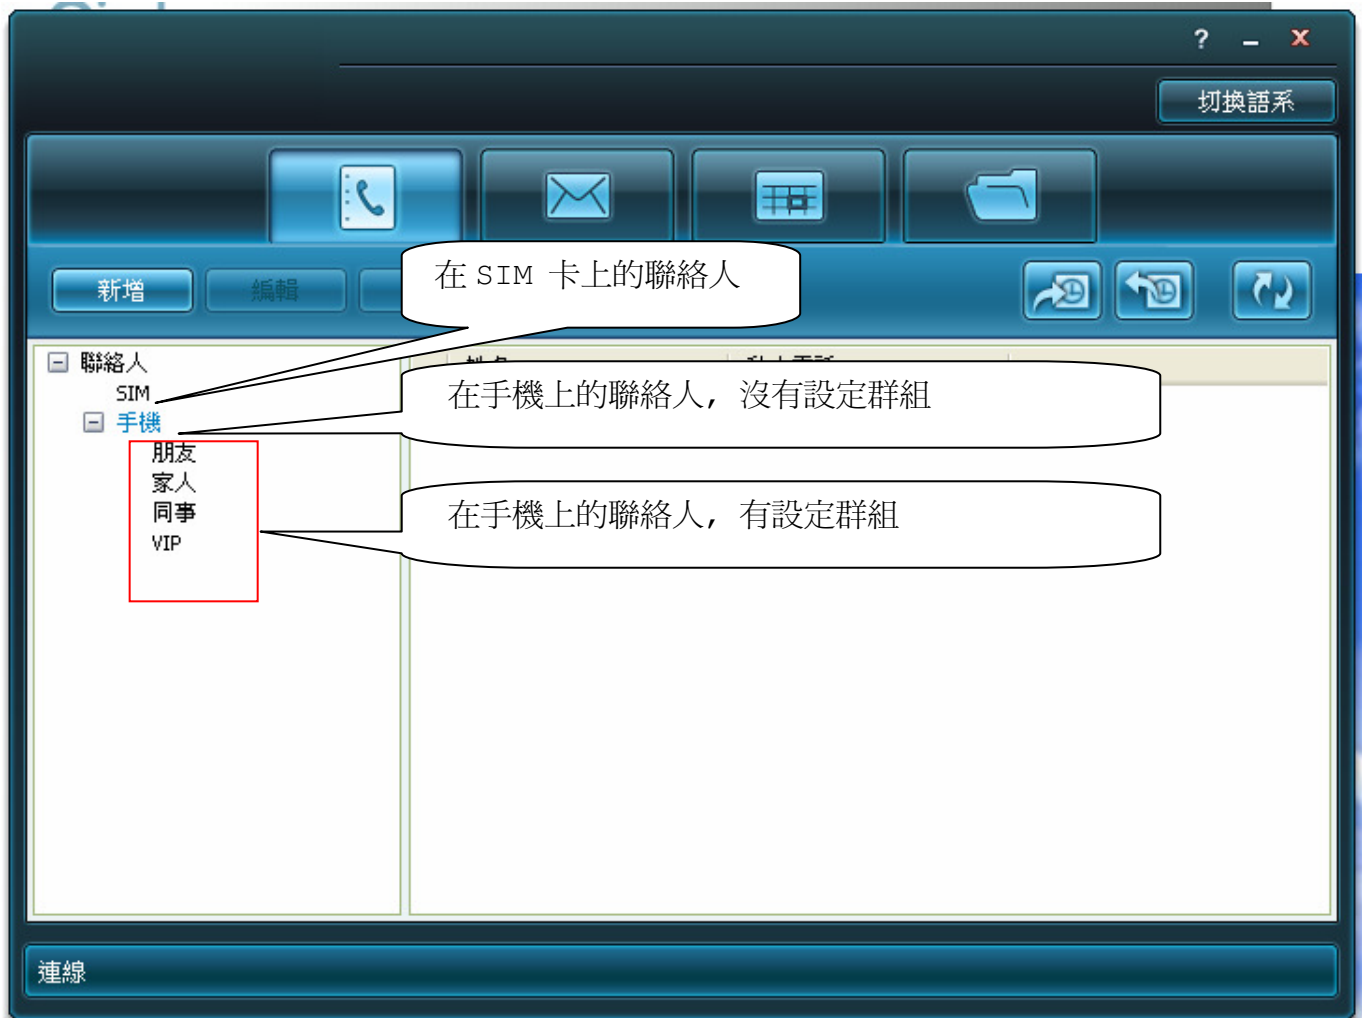 ?
切換語系
新增
編輯
在 SIM 卡上的聯絡人
聯絡人
SIM
在手機上的聯絡人, 沒有設定群組
手機
朋友
家人
同事
VIP
在手機上的聯絡人, 有設定群組
連線